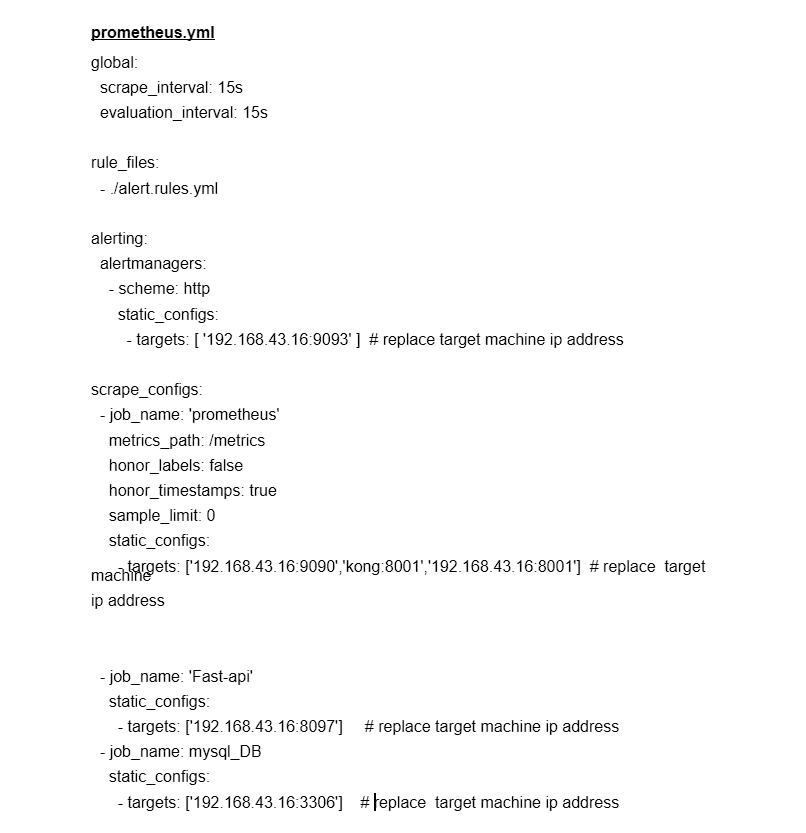 prometheus.yml
global:
  scrape_interval: 15s
  evaluation_interval: 15s
rule_files:
  - ./alert.rules.yml
alerting:
  alertmanagers:
    - scheme: http
      static_configs:
        - targets: [ '192.168.43.16:9093' ]  # replace target machine ip address
scrape_configs:
  - job_name: 'prometheus'
    metrics_path: /metrics
    honor_labels: false
    honor_timestamps: true
    sample_limit: 0
    static_configs:
      - targets: ['192.168.43.16:9090','kong:8001','192.168.43.16:8001']  # replace  target
machine
ip address
  - job_name: 'Fast-api'
    static_configs:
      - targets: ['192.168.43.16:8097']     # replace target machine ip address
  - job_name: mysql_DB
    static_configs:
      - targets: ['192.168.43.16:3306']    # replace  target machine ip address